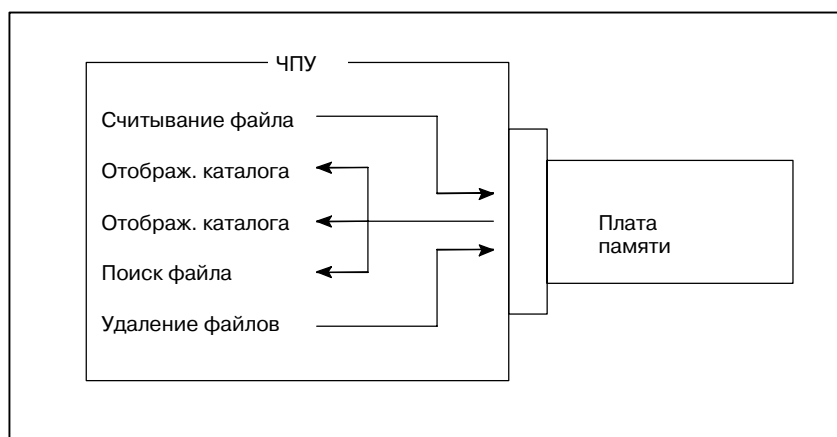 ЧПУ
Считывание файла
Отображ. каталога
Отображ. каталога
Поиск файла
Удаление файлов
Плата
памяти